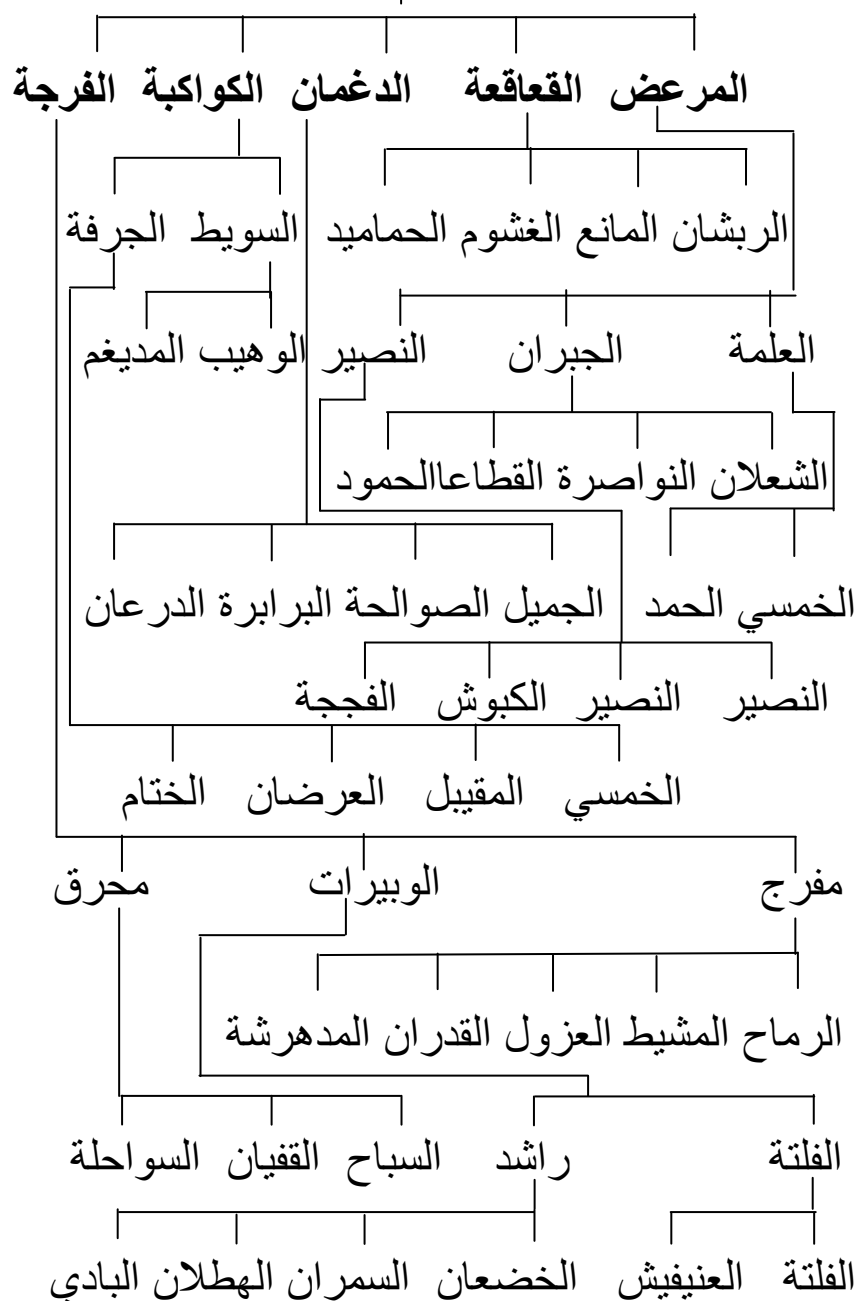 المرعض القعاقعة الدغمان الكواكبة الفرجة
الربشان المانع الغشوم الحماميد السويط الجرفة
العلمة الجبران النصير الوهيب المديغم
الشعلان النواصرة القطاعاالحمود
الخمسي الحمد الجميل الصوالحة البرابرة الدرعان
النصير النصير الكبوش الفججة
الخمسي المقيبل العرضان الختام
مفرج الوبيرات محرق
الرماح المشيط العزول القدران المدهرشة
الفلتة راشد السباح القفيان السواحلة
الفلتة العنيفيش الخضعان السمران الهطلان البادي